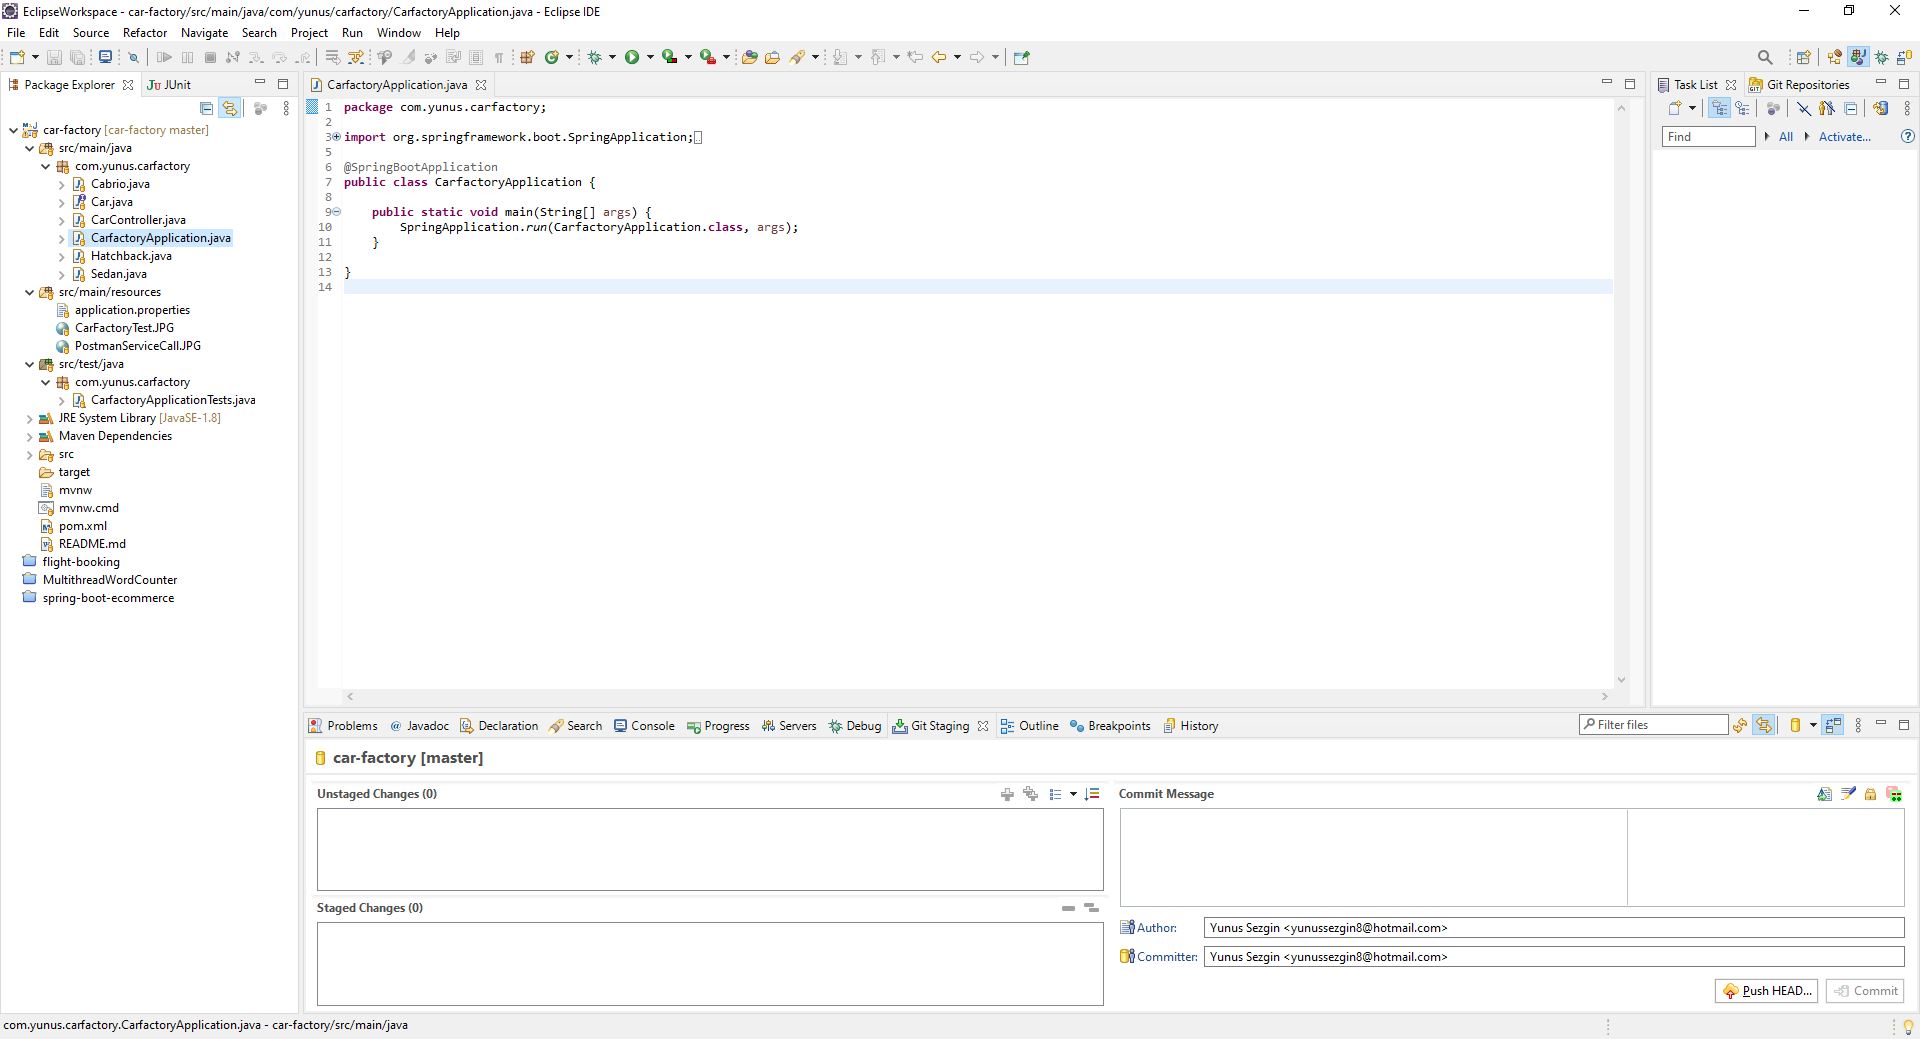 EclipseWorkspace - car-factory/src/main/java/com/yunus/carfactory/CarfactoryApplication.java - Eclipse IDE
File Edit Source Refactor Navigate Search Project Run Window Help
Package Explorer JUnit
car-factory [car-factory master]
src/main/java
com.yunus.carfactory
Cabrio.java
Car.java
CarController.java
CarfactoryApplication.java
Hatchback.java
Sedan.java
src/main/resources
application.properties
CarFactoryTest.JPG
PostmanServiceCall.JPG
src/test/java
com.yunus.carfactory
CarfactoryApplicationTests.java
JRE System Library [JavaSE-1.8]
Maven Dependencies
src
target
mvnw
mvnw.cmd
pom.xml
README.md
flight-booking
MultithreadWordCounter
spring-boot-ecommerce
CarfactoryApplication.java
1 package com.yunus.carfactory;
2
3 import org.springframework.boot.SpringApplication;
5
6 @SpringBootApplication
7 public class CarfactoryApplication {
8
9 public static void main(String[] args) {
10 SpringApplication.run(CarfactoryApplication.class, args);
11 }
12
13 }
14
Task List Git Repositories
Find All Activate...
Problems Javadoc Declaration Search Console Progress Servers Debug Git Staging Outline Breakpoints History
Filter files
car-factory [master]
Unstaged Changes (0)
Staged Changes (0)
Commit Message
Author: Yunus Sezgin <yunussezgin8@hotmail.com>
Committer: Yunus Sezgin <yunussezgin8@hotmail.com>
Push HEAD... Commit
com.yunus.carfactory.CarfactoryApplication.java - car-factory/src/main/java